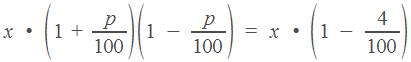 x • (1 + p/100)(1 − p/100) = x • (1 − 4/100)